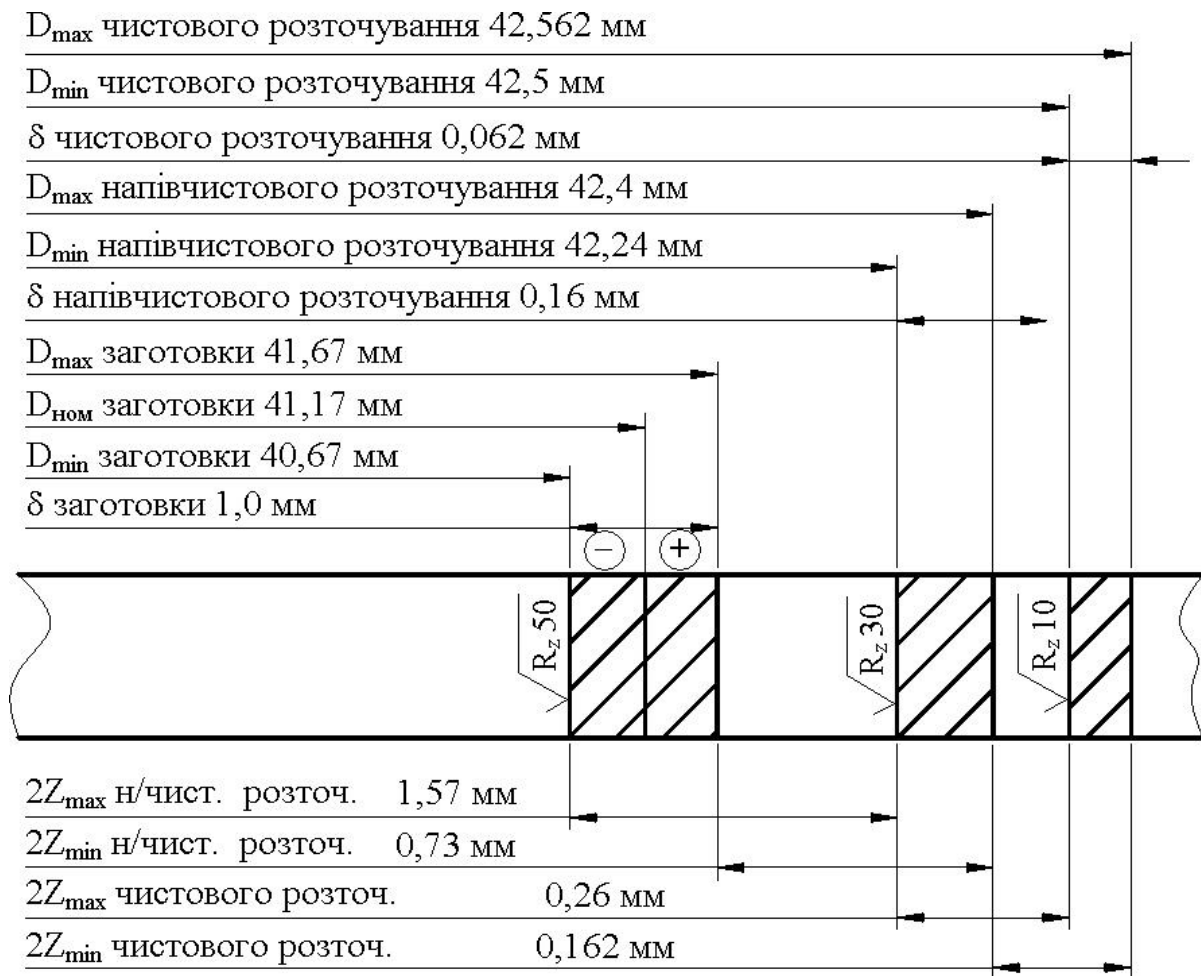 Dmax чистового розточування 42,562 мм
Dmin чистового розточування 42,5 мм
δ чистового розточування 0,062 мм
Dmax напівчистового розточування 42,4 мм
Dmin напівчистового розточування 42,24 мм
δ напівчистового розточування 0,16 мм
Dmax заготовки 41,67 мм
Dном заготовки 41,17 мм
Dmin заготовки 40,67 мм
δ заготовки 1,0 мм
− +
Rz 50
Rz 30
Rz 10
2Zmax н/чист. розточ. 1,57 мм
2Zmin н/чист. розточ. 0,73 мм
2Zmax чистового розточ. 0,26 мм
2Zmin чистового розточ. 0,162 мм